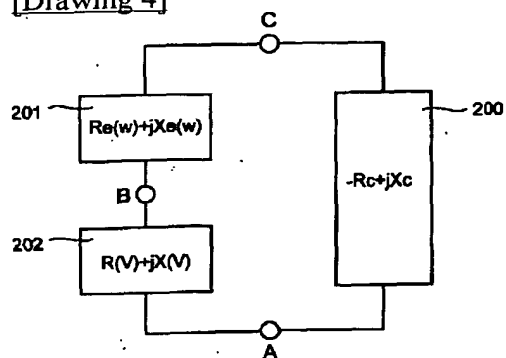 [Drawing 4]
C
201
Re(w)+jXe(w)
200
-Rc+jXc
B
202
R(V)+jX(V)
A